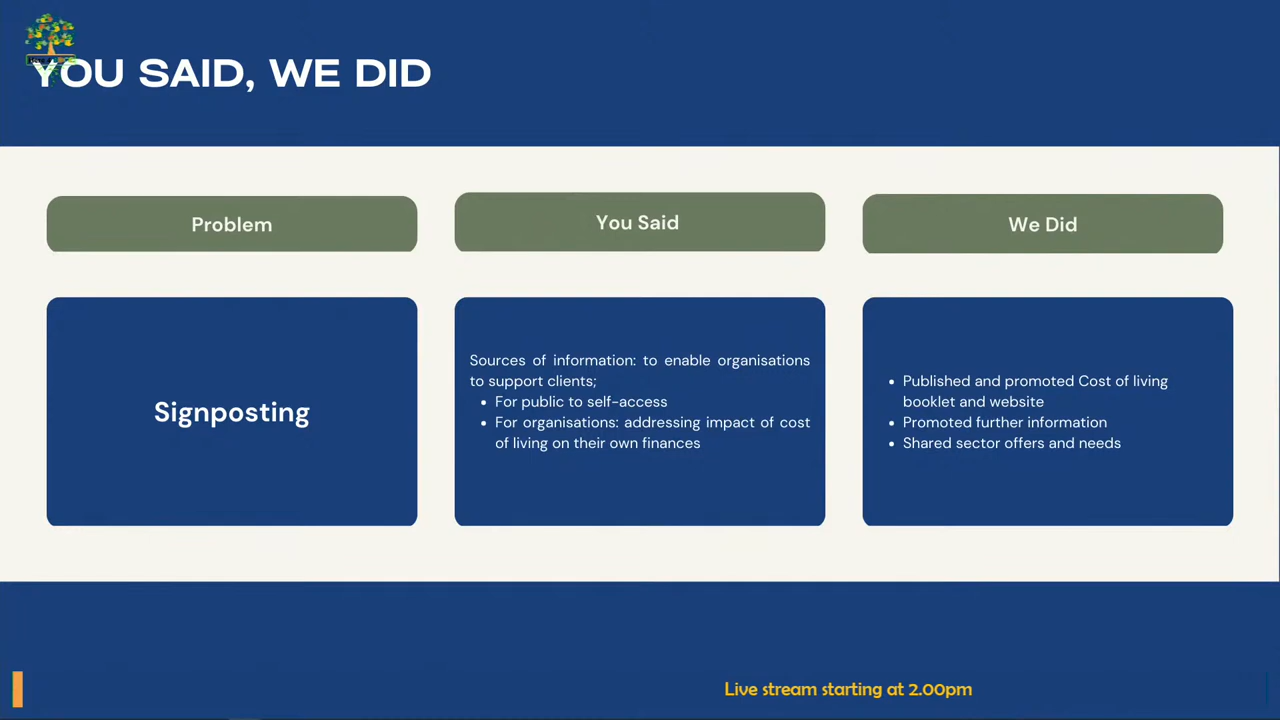 YOU SAID, WE DID
Problem
You Said
We Did
Signposting
Sources of information: to enable organisations
to support clients;
• For public to self-access
• For organisations: addressing impact of cost
of living on their own finances
• Published and promoted Cost of living
booklet and website
• Promoted further information
• Shared sector offers and needs
Live stream starting at 2.00pm